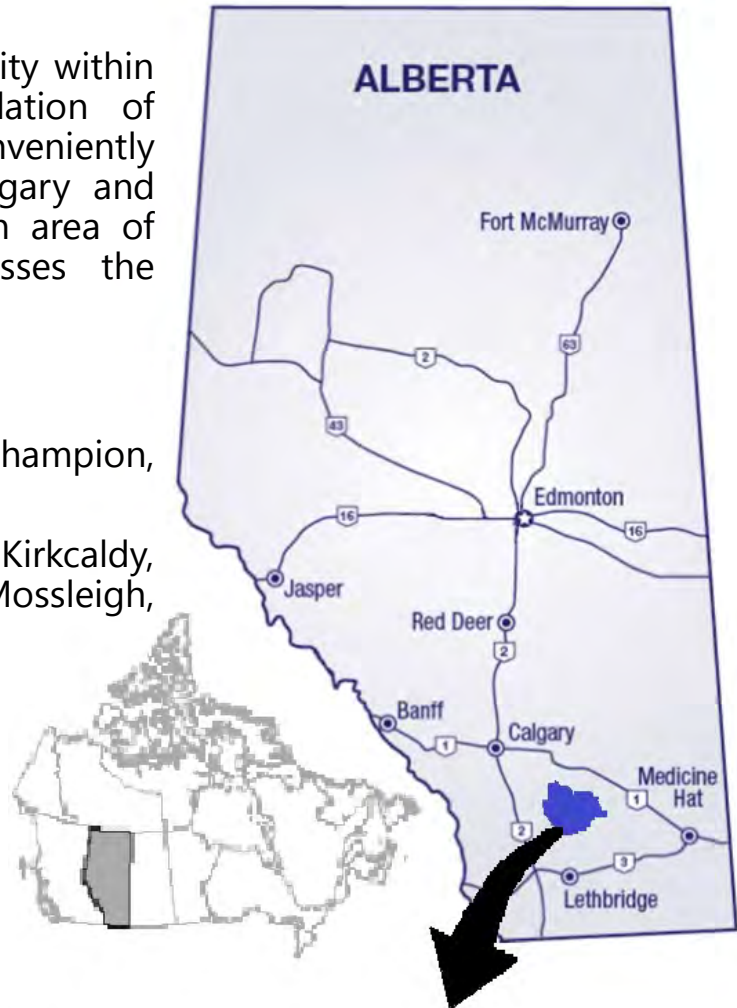 ity within
lation of
nveniently
gary and
n area of
sses the
hampion,
Kirkcaldy,
Mossleigh,
ALBERTA
Fort McMurray
63
2
43
Edmonton
16
16
Jasper
Red Deer
2
Banff
Calgary
1
Medicine
Hat
1
2
3
Lethbridge